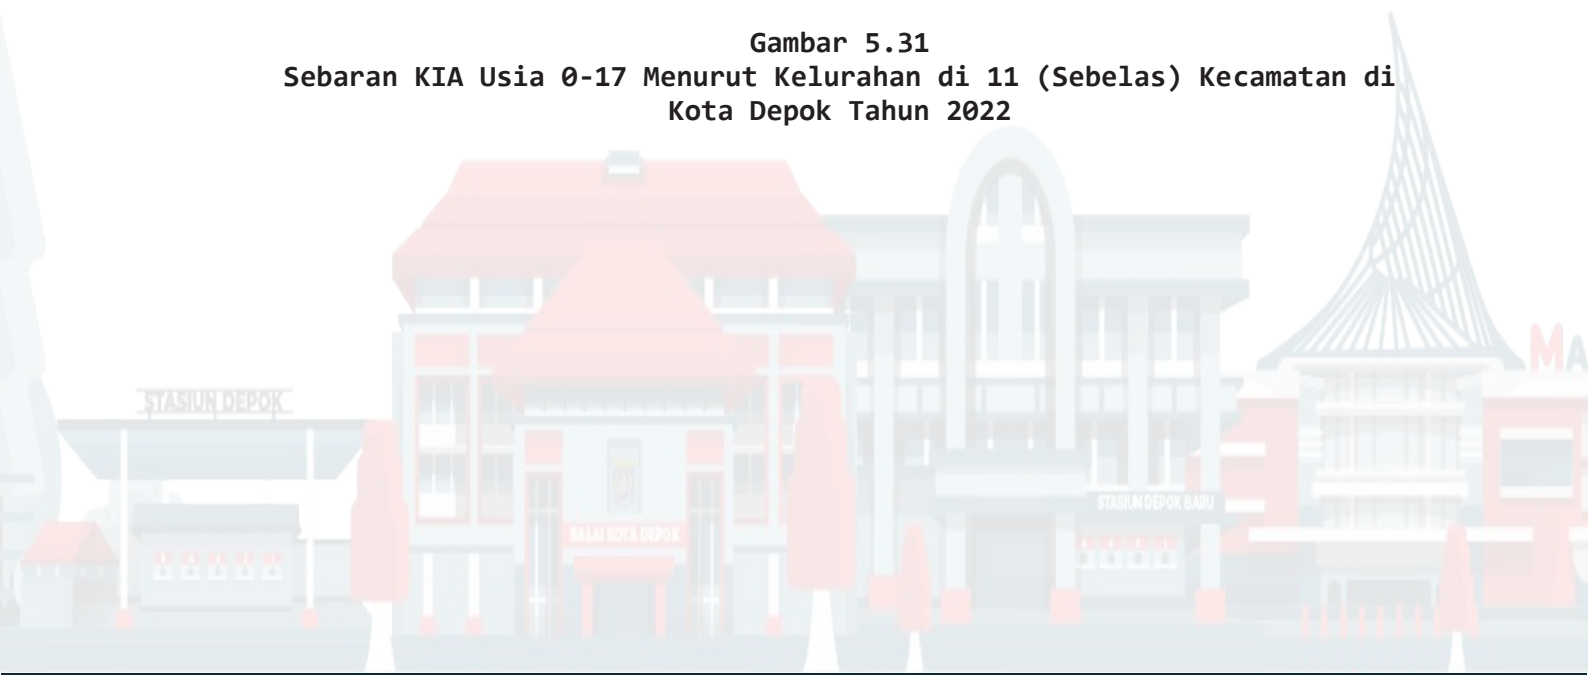 Gambar 5.31
Sebaran KIA Usia 0-17 Menurut Kelurahan di 11 (Sebelas) Kecamatan di
Kota Depok Tahun 2022
MA
STASIUN DEPOK
STASIUN DEPOK BARU
BALAI KOTA DEPOK